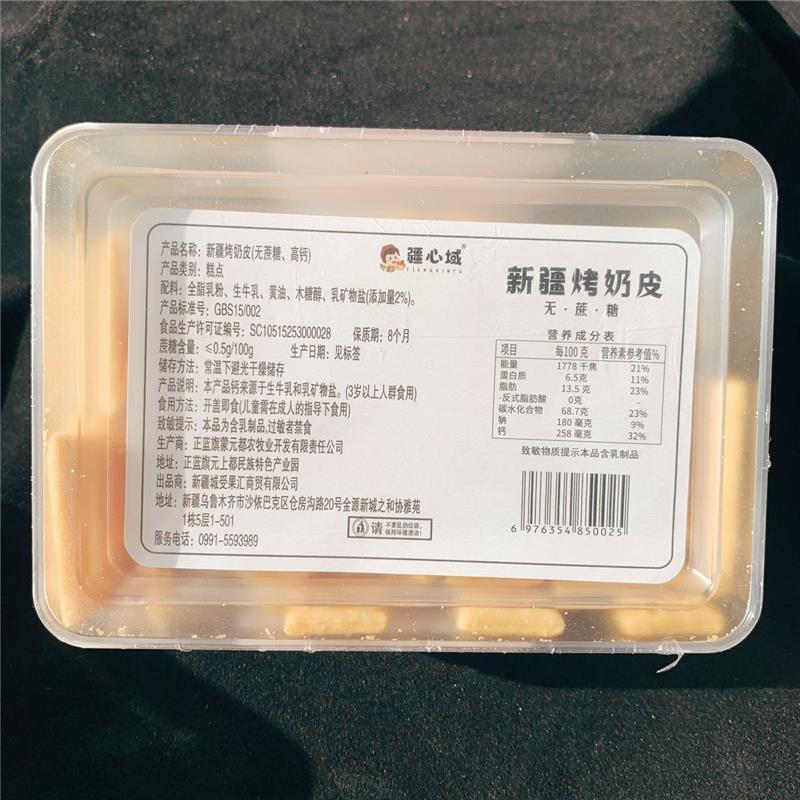 产品名称：新疆烤奶皮(无蔗糖、高钙)
产品类别：糕点
配料：全脂乳粉、生牛乳、黄油、木糖醇、乳矿物盐(添加量2%)。
产品标准号：GBS15/002
食品生产许可证编号：SC10515253000028 保质期：8个月
蔗糖含量：≤0.5g/100g 生产日期：见标签
储存方法：常温下避光干燥储存
产品说明：本产品钙来源于生牛乳和乳矿物盐。(3岁以上人群食用)
食用方法：开盖即食(儿童需在成人的指导下食用)
致敏提示：本品为含乳制品,过敏者禁食
生产商：正蓝旗蒙元都农牧业开发有限责任公司
地址：正蓝旗元上都民族特色产业园
出品商：新疆城受果汇商贸有限公司
地址：新疆乌鲁木齐市沙依巴克区仓房沟路20号金源新城之和协雅苑
1栋5层1-501
服务电话：0991-5593989
请 不要乱扔垃圾，
保持环境清洁！
疆心域®
JIANGXINYU
新疆烤奶皮
无·蔗·糖
营养成分表
项目 每100克 营养素参考值%
能量 1778千焦 21%
蛋白质 6.5克 11%
脂肪 13.5克 23%
-反式脂肪酸 0克 -
碳水化合物 68.7克 23%
钠 180毫克 9%
钙 258毫克 32%
致敏物质提示本品含乳制品
6 976354 850025